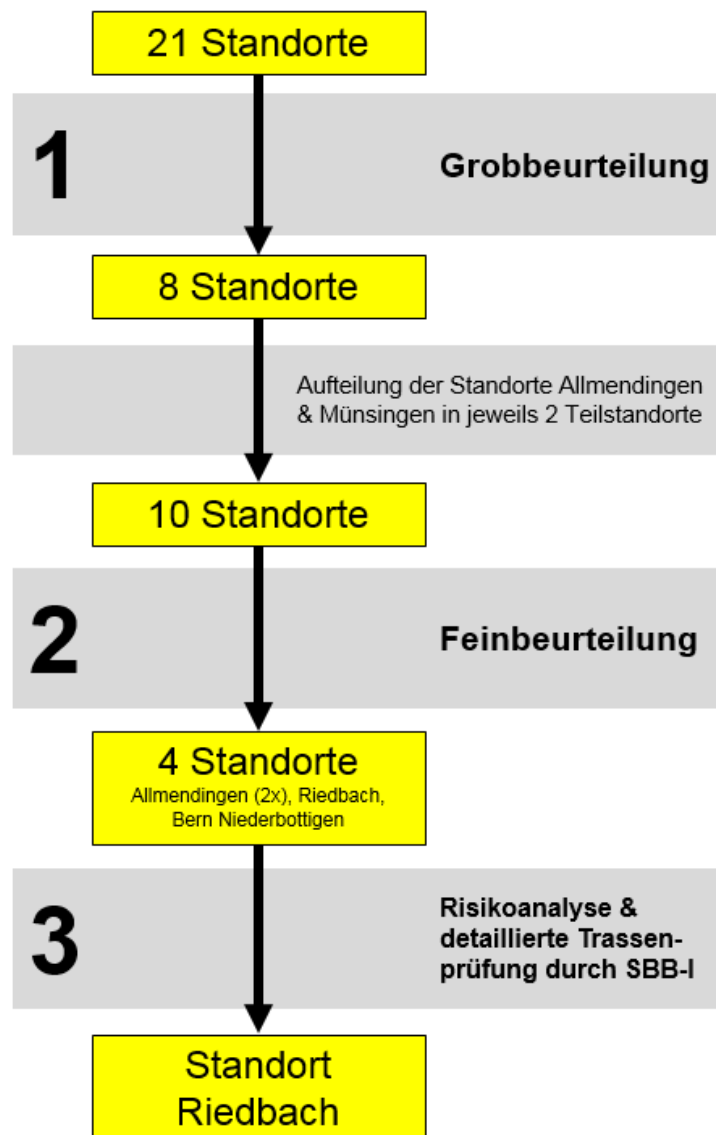 21 Standorte
1
Grobbeurteilung
8 Standorte
Aufteilung der Standorte Allmendingen
& Münsingen in jeweils 2 Teilstandorte
10 Standorte
2
Feinbeurteilung
4 Standorte
Allmendingen (2x), Riedbach,
Bern Niederbottigen
3
Risikoanalyse &
detaillierte Trassen-
prüfung durch SBB-I
Standort
Riedbach